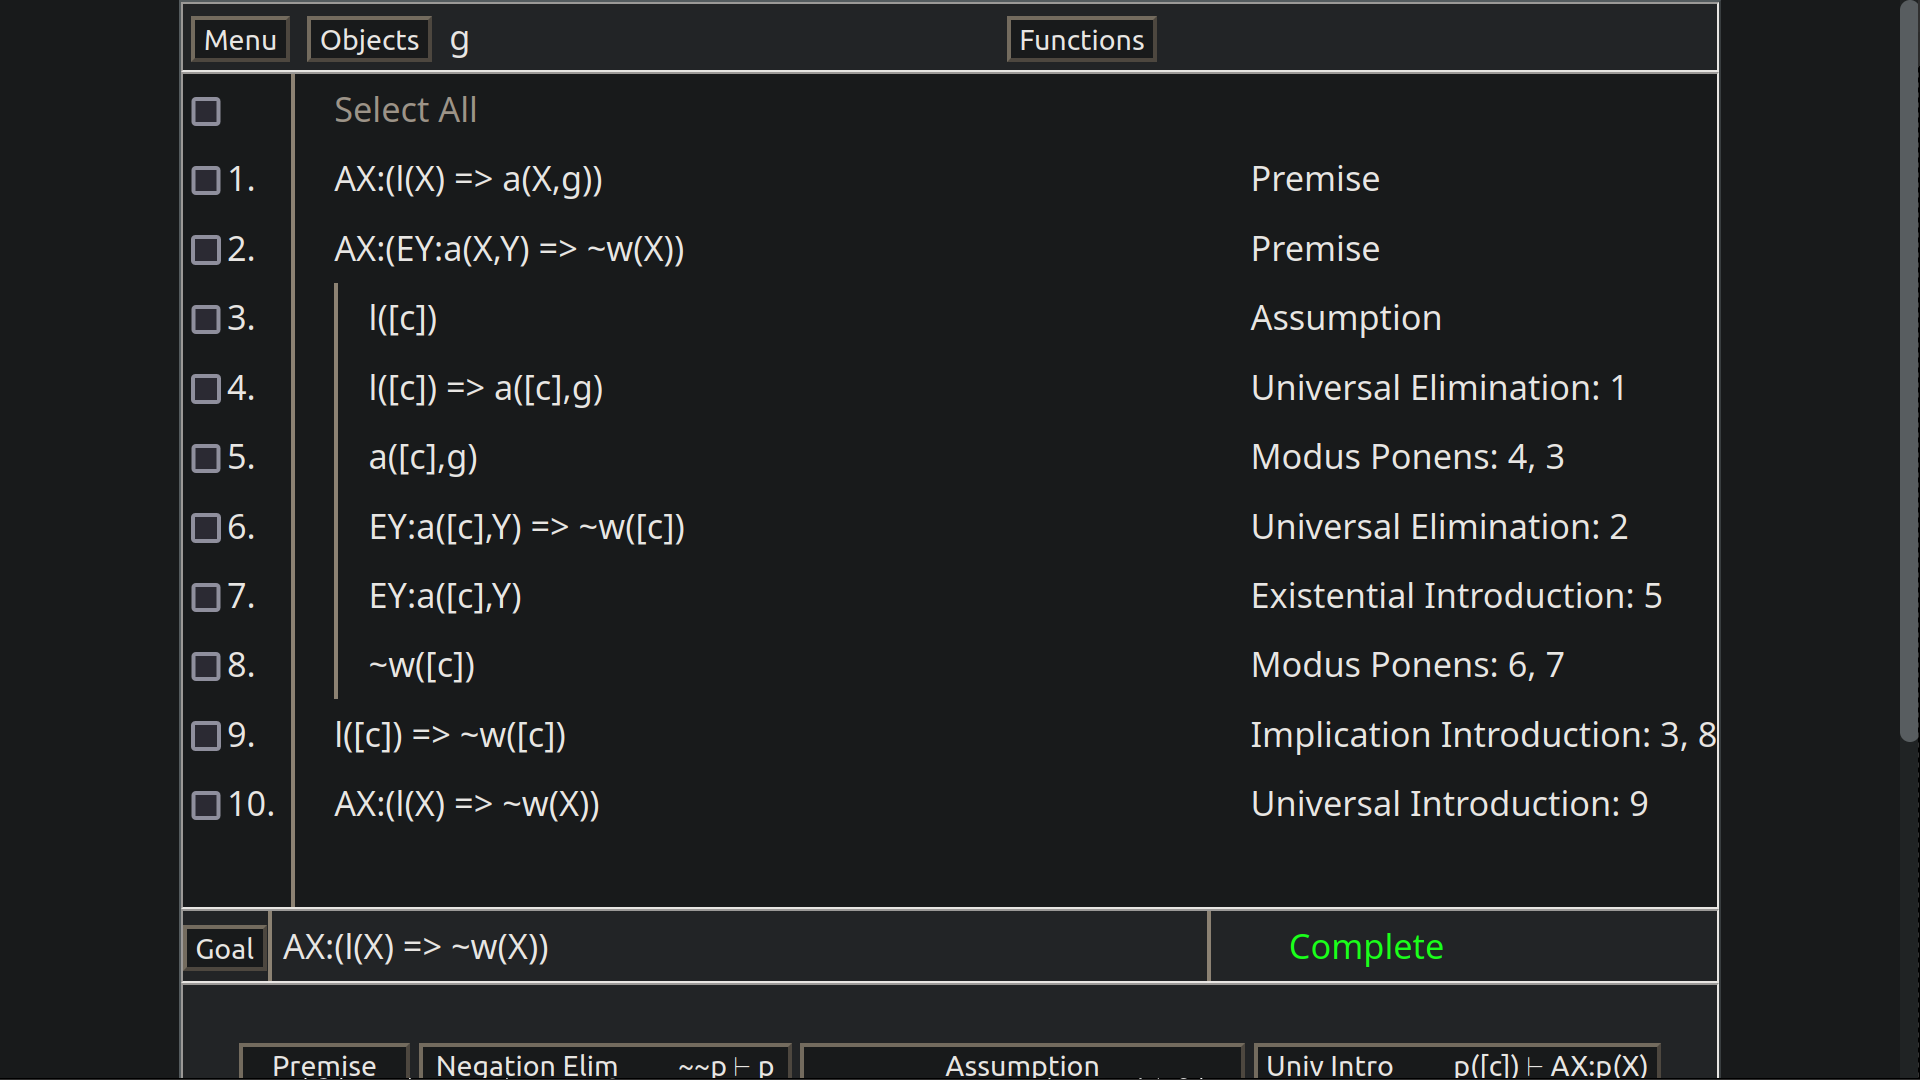 Menu Objects g Functions
Select All
1. AX:(l(X) => a(X,g)) Premise
2. AX:(EY:a(X,Y) => ~w(X)) Premise
3. l([c]) Assumption
4. l([c]) => a([c],g) Universal Elimination: 1
5. a([c],g) Modus Ponens: 4, 3
6. EY:a([c],Y) => ~w([c]) Universal Elimination: 2
7. EY:a([c],Y) Existential Introduction: 5
8. ~w([c]) Modus Ponens: 6, 7
9. l([c]) => ~w([c]) Implication Introduction: 3, 8
10. AX:(l(X) => ~w(X)) Universal Introduction: 9
Goal AX:(l(X) => ~w(X)) Complete
Premise Negation Elim ~~p ⊢ p Assumption Univ Intro p([c]) ⊢ AX:p(X)